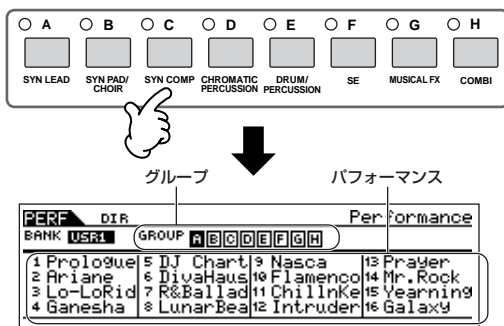 A B C D E F G H
SYN LEAD SYN PAD/ CHOIR SYN COMP CHROMATIC PERCUSSION DRUM/ PERCUSSION SE MUSICAL FX COMBI
グループ パフォーマンス
PERF DIR Performance
BANK USR1 GROUP A B C D E F G H
1 Prologue 5 DJ Chart 9 Nasca 13 Prayer
2 Ariane 6 DivaHaus 10 Flamenco 14 Mr.Rock
3 Lo-LoRid 7 R&Ballad 11 ChillnKe 15 Yearning
4 Ganesha 8 LunarBea 12 Intruder 16 Galaxy